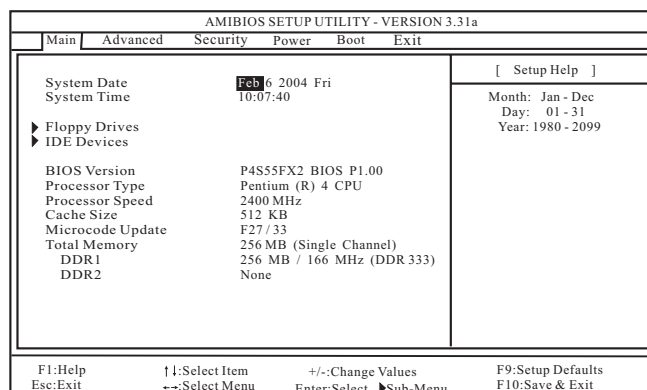 AMIBIOS SETUP UTILITY - VERSION 3.31a
Main Advanced Security Power Boot Exit
[ Setup Help ]
System Date Feb 6 2004 Fri
System Time 10:07:40
Month: Jan - Dec
Day: 01 - 31
Year: 1980 - 2099
Floppy Drives
IDE Devices
BIOS Version P4S55FX2 BIOS P1.00
Processor Type Pentium (R) 4 CPU
Processor Speed 2400 MHz
Cache Size 512 KB
Microcode Update F27 / 33
Total Memory 256 MB (Single Channel)
DDR1 256 MB / 166 MHz (DDR 333)
DDR2 None
F1:Help ↑↓:Select Item +/-:Change Values F9:Setup Defaults
Esc:Exit ←→:Select Menu Enter:Select ▶Sub-Menu F10:Save & Exit